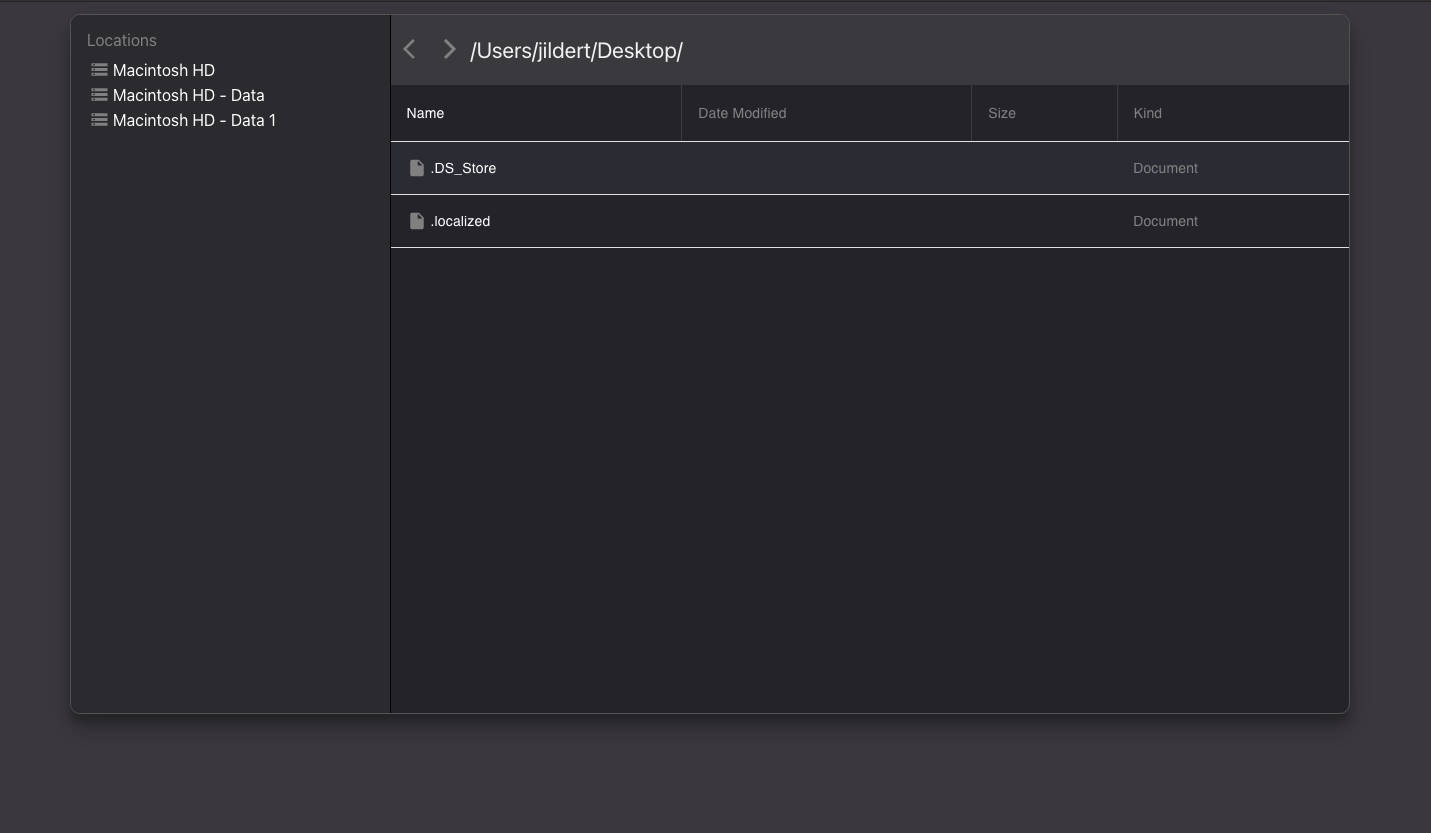 Locations
Macintosh HD
Macintosh HD - Data
Macintosh HD - Data 1
/Users/jildert/Desktop/
Name Date Modified Size Kind
.DS_Store Document
.localized Document